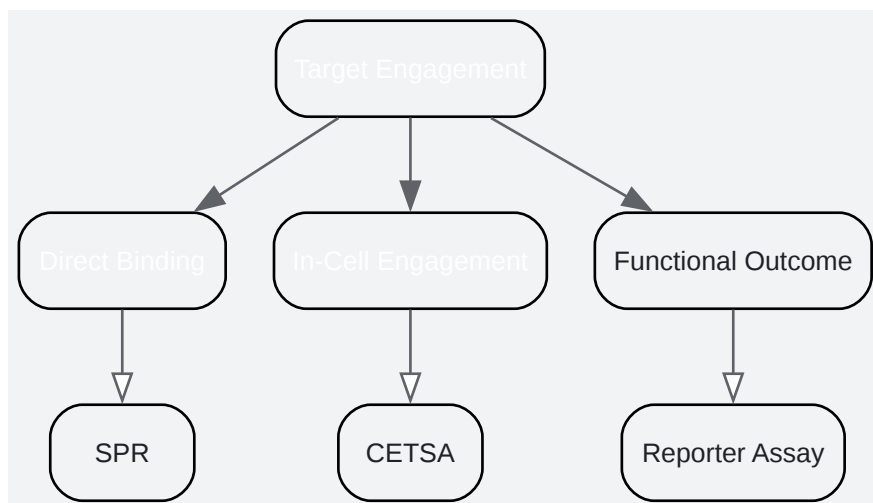 Target Engagement
Direct Binding
In-Cell Engagement
Functional Outcome
SPR
CETSA
Reporter Assay